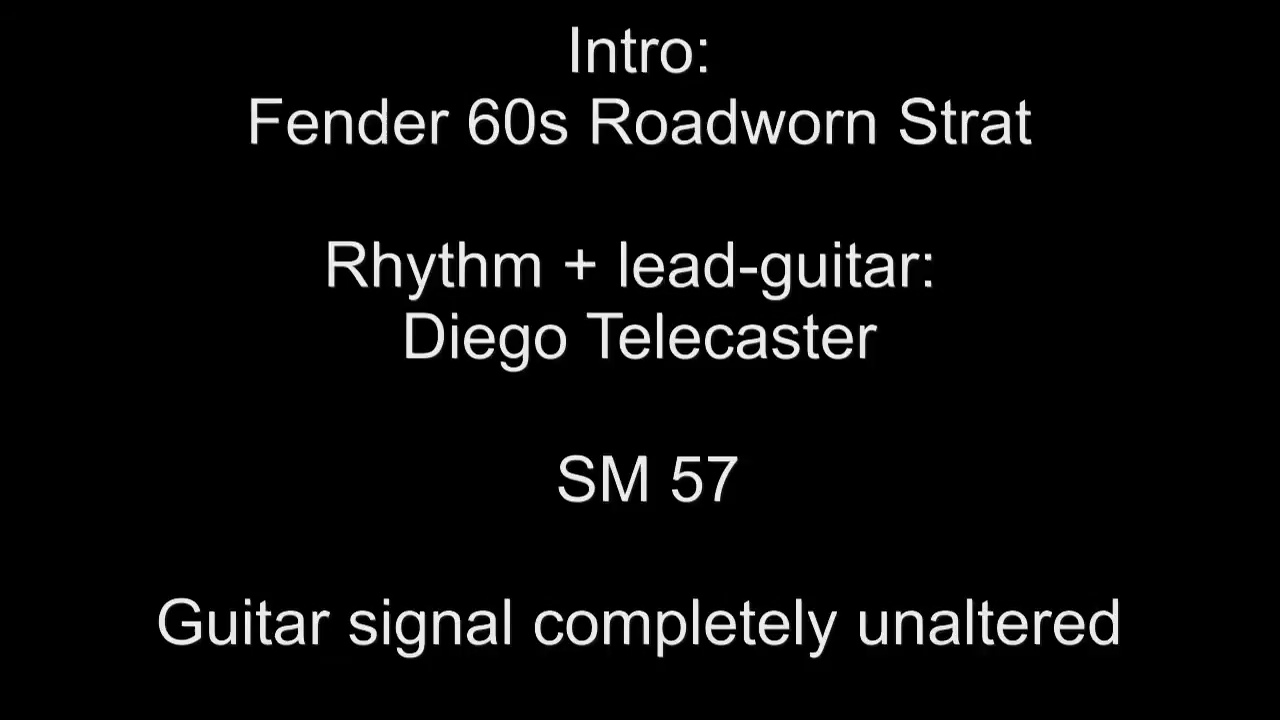 Intro:
Fender 60s Roadworn Strat
Rhythm + lead-guitar:
Diego Telecaster
SM 57
Guitar signal completely unaltered